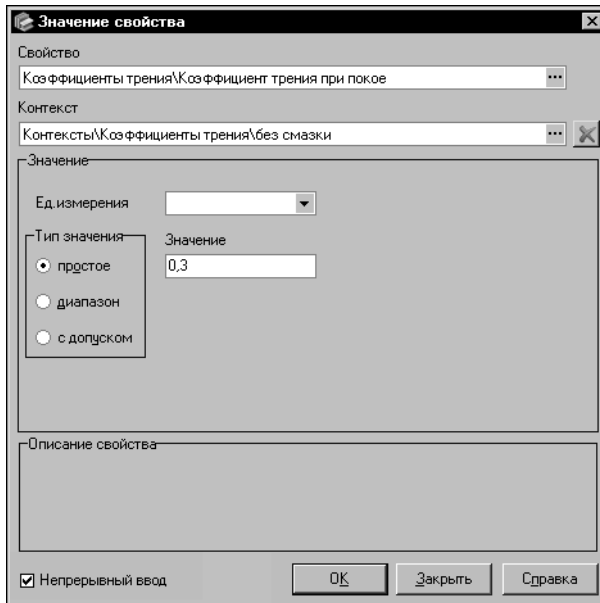 Значение свойства
Свойство
Коэффициенты трения\Коэффициент трения при покое
Контекст
Контексты\Коэффициенты трения\без смазки
Значение
Ед.измерения
Тип значения
Значение
простое
0,3
диапазон
с допуском
Описание свойства
Непрерывный ввод
OK
Закрыть
Справка